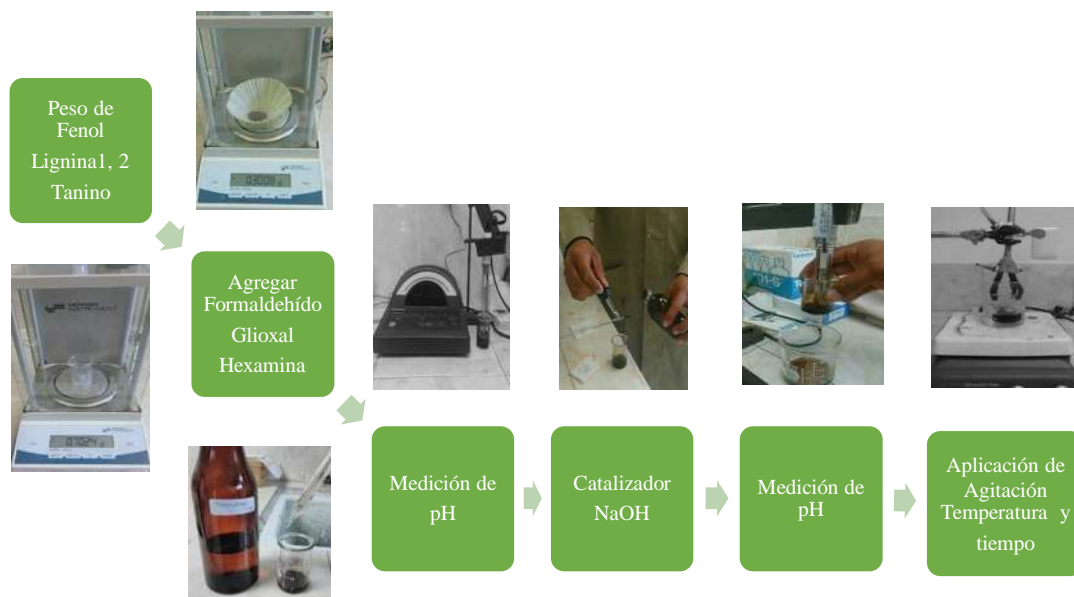 Peso de
Fenol
Lignina1, 2
Tanino
Agregar
Formaldehído
Glioxal
Hexamina
Medición de
pH
Catalizador
NaOH
Medición de
pH
Aplicación de
Agitación
Temperatura y
tiempo